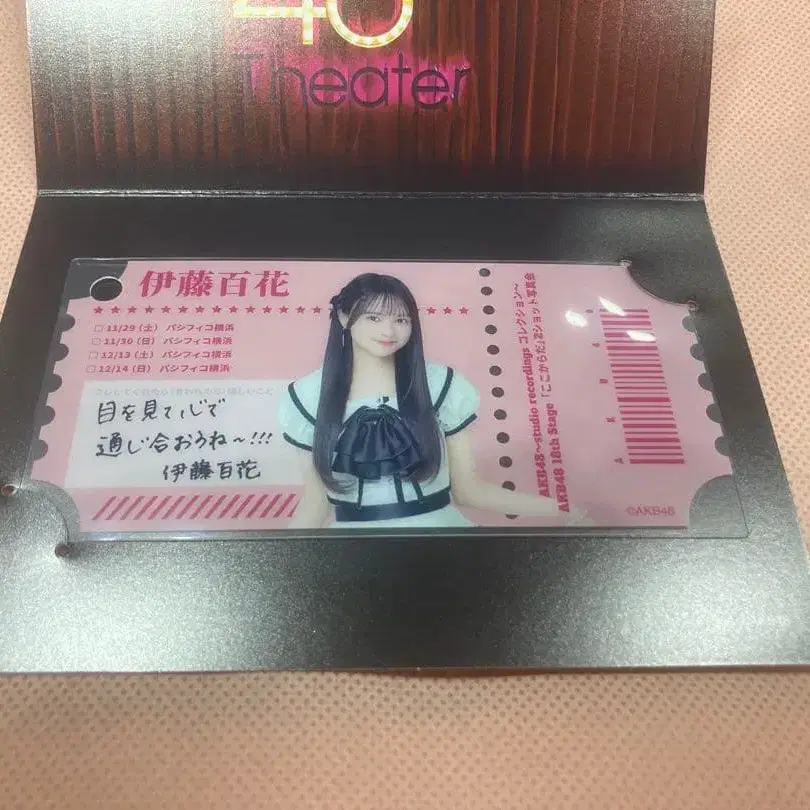 48
Theater
伊藤百花
□ 11/29（土） パシフィコ横浜
□ 11/30（日） パシフィコ横浜
□ 12/13（土） パシフィコ横浜
□ 12/14（日） パシフィコ横浜
目を見て心で
通じ合おうね〜!!!
伊藤百花
AKB48〜studio recordings コレクション〜
AKB48 18th Stage 「ここからだ」2ショット写真会
AKB48
©AKB48